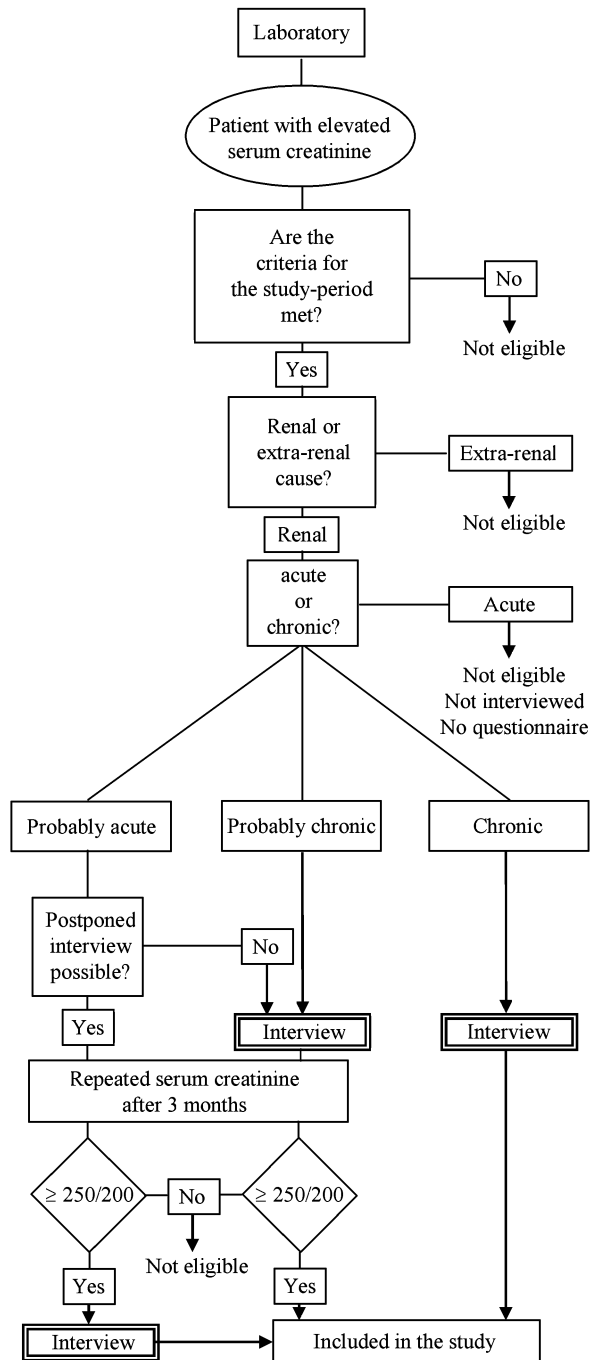 Laboratory
Patient with elevated
serum creatinine
Are the
criteria for
the study-period
met?
No
Not eligible
Yes
Renal or
extra-renal
cause?
Extra-renal
Not eligible
Renal
acute
or
chronic?
Acute
Not eligible
Not interviewed
No questionnaire
Probably acute
Probably chronic
Chronic
Postponed
interview
possible?
No
Yes
Interview
Interview
Repeated serum creatinine
after 3 months
≥ 250/200
No
≥ 250/200
Not eligible
Yes
Yes
Interview
Included in the study